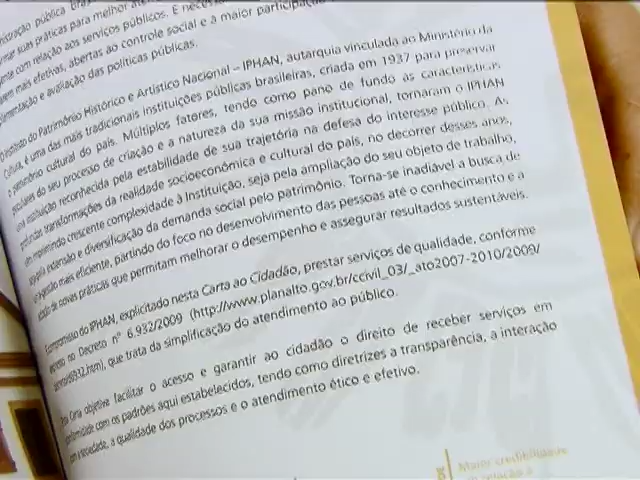 nistração pública
suas práticas para melhor
com relação aos serviços públicos. E
mais efetivas, abertas ao controle social e a maior participação
e avaliação das políticas públicas.
do Patrimônio Histórico e Artístico Nacional – IPHAN, autarquia vinculada ao Ministério da
Cultura, é uma das mais tradicionais instituições públicas brasileiras, criada em 1937 para preservar
o patrimônio cultural do país. Múltiplos fatores, tendo como pano de fundo as características
do seu processo de criação e a natureza da sua missão institucional, tornaram o IPHAN
uma instituição reconhecida pela estabilidade de sua trajetória na defesa do interesse público. As
transformações da realidade socioeconômica e cultural do país, no decorrer desses anos,
imprimindo crescente complexidade à Instituição, seja pela ampliação do seu objeto de trabalho,
expansão e diversificação da demanda social pelo patrimônio. Torna-se inadiável a busca de
mais eficiente, partindo do foco no desenvolvimento das pessoas até o conhecimento e a
de novas práticas que permitam melhorar o desempenho e assegurar resultados sustentáveis.
Compromisso do IPHAN, explicitado nesta Carta ao Cidadão, prestar serviços de qualidade, conforme
no Decreto nº 6.932/2009 (http://www.planalto.gov.br/ccivil_03/_ato2007-2010/2009/
que trata da simplificação do atendimento ao público.
Carta objetiva facilitar o acesso e garantir ao cidadão o direito de receber serviços em
com os padrões aqui estabelecidos, tendo como diretrizes a transparência, a interação
com a sociedade, a qualidade dos processos e o atendimento ético e efetivo.
Maior credibilidade